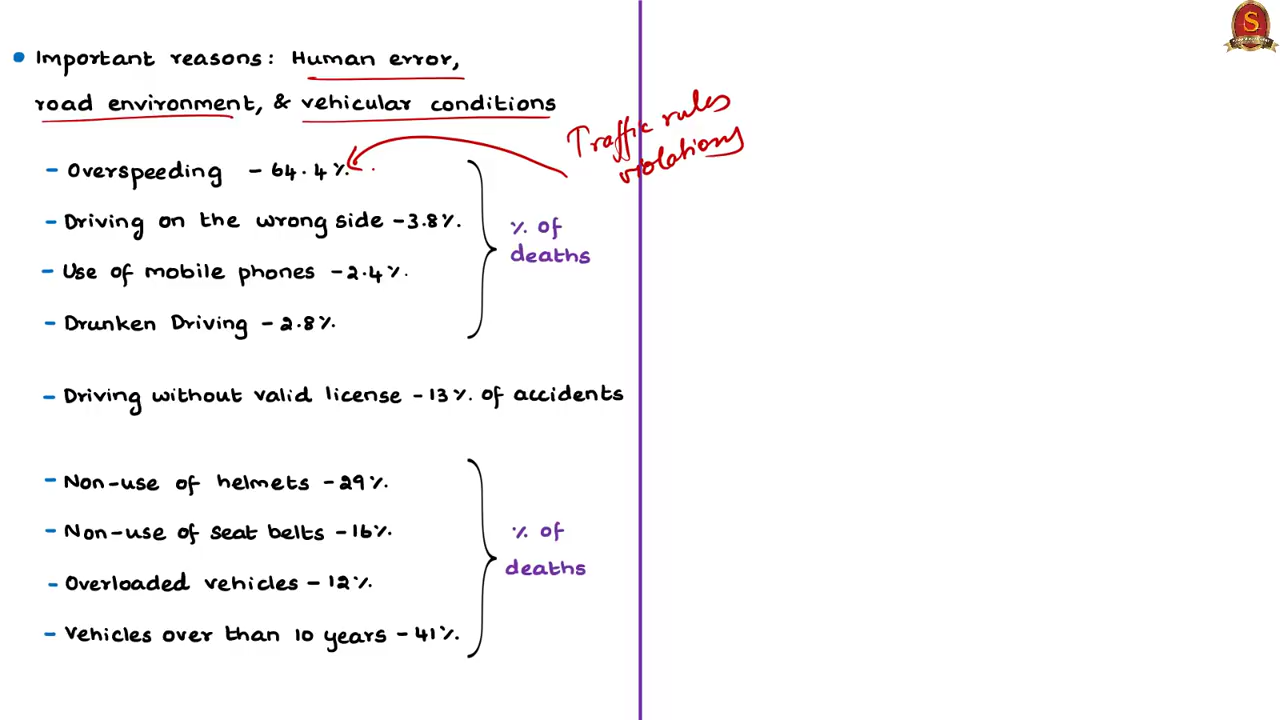 Important reasons: Human error,
road environment, & vehicular conditions
Traffic rules
violations
- Overspeeding - 64.4%.
- Driving on the wrong side - 3.8%.
- Use of mobile phones - 2.4%.
- Drunken Driving - 2.8%.
% of
deaths
- Driving without valid license - 13% of accidents
- Non-use of helmets - 29%.
- Non-use of seat belts - 16%.
- Overloaded vehicles - 12%.
- Vehicles over than 10 years - 41%.
% of
deaths
S